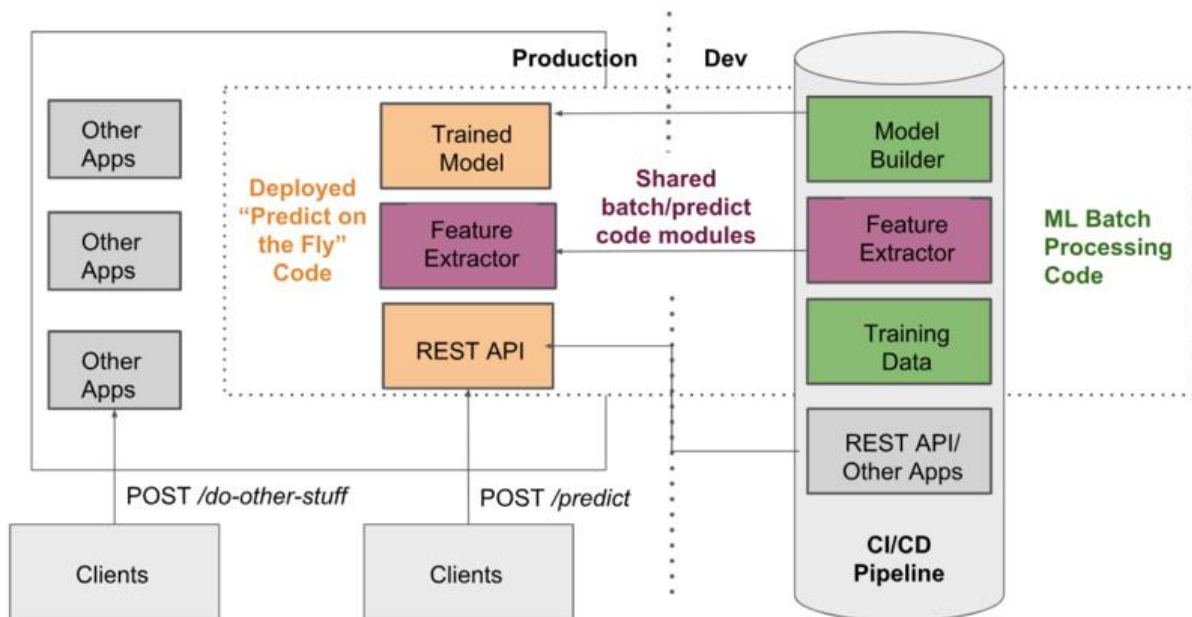 Production
Dev
Other
Apps
Other
Apps
Other
Apps
Deployed
“Predict on
the Fly”
Code
Trained
Model
Feature
Extractor
REST API
Shared
batch/predict
code modules
Model
Builder
Feature
Extractor
Training
Data
REST API/
Other Apps
CI/CD
Pipeline
ML Batch
Processing
Code
POST /do-other-stuff
POST /predict
Clients
Clients